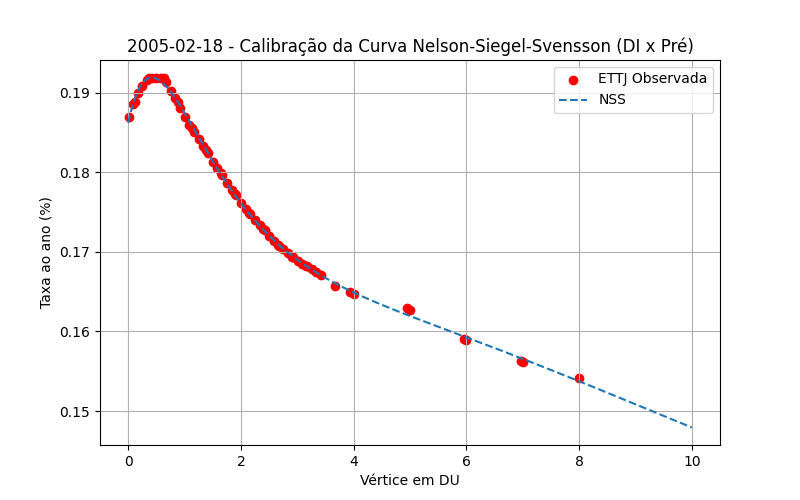 2005-02-18 - Calibração da Curva Nelson-Siegel-Svensson (DI x Pré)
ETTJ Observada
NSS
Taxa ao ano (%)
0.19
0.18
0.17
0.16
0.15
0 2 4 6 8 10
Vértice em DU